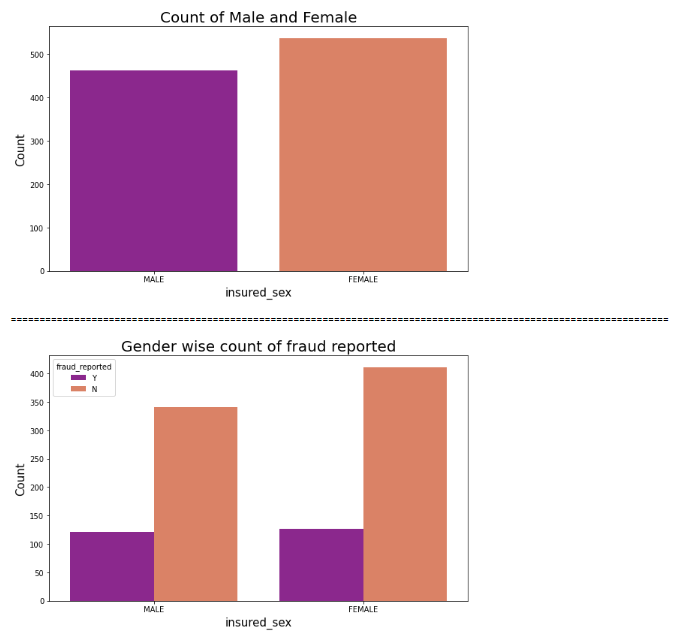 Count of Male and Female
500
400
300
200
100
0
Count
MALE FEMALE
insured_sex
================================================================================================================
Gender wise count of fraud reported
fraud_reported
Y
N
400
350
300
250
200
150
100
50
0
Count
MALE FEMALE
insured_sex